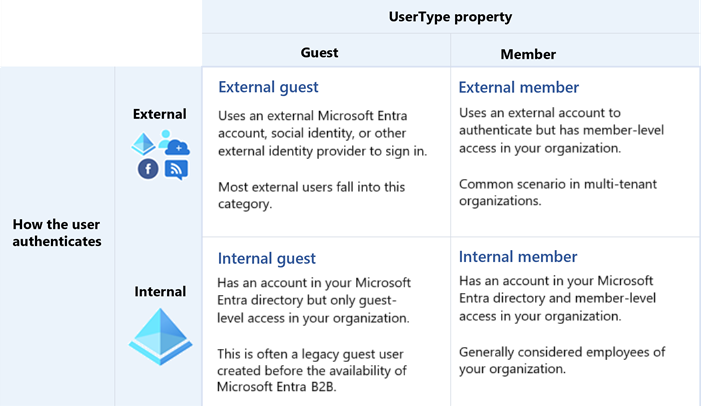 UserType property
Guest
Member
How the user
authenticates
External
External guest
Uses an external Microsoft Entra
account, social identity, or other
external identity provider to sign in.
Most external users fall into this
category.
External member
Uses an external account to
authenticate but has member-level
access in your organization.
Common scenario in multi-tenant
organizations.
Internal
Internal guest
Has an account in your Microsoft
Entra directory but only guest-
level access in your organization.
This is often a legacy guest user
created before the availability of
Microsoft Entra B2B.
Internal member
Has an account in your Microsoft
Entra directory and member-level
access in your organization.
Generally considered employees of
your organization.